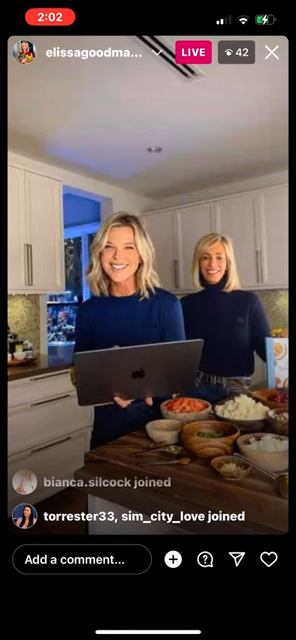 2:02
elissagoodma...
LIVE
42
bianca.silcock joined
torrester33, sim_city_love joined
Add a comment...